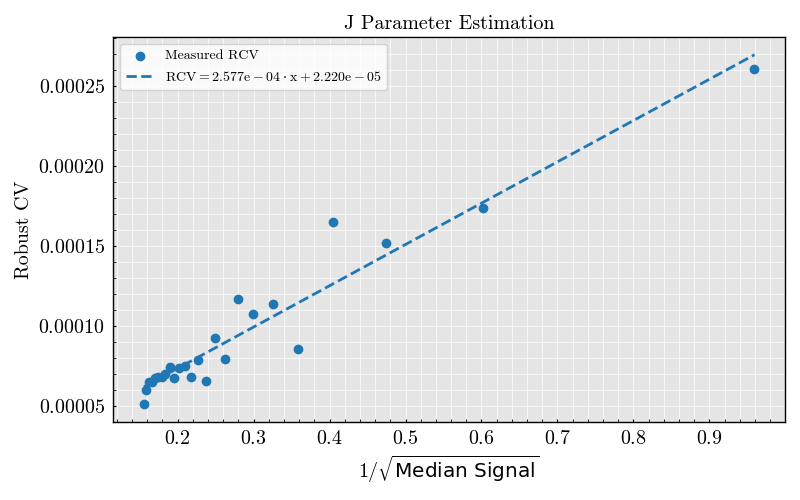 J Parameter Estimation
Measured RCV
RCV = 2.577e − 04 · x + 2.220e − 05
Robust CV
0.00025
0.00020
0.00015
0.00010
0.00005
0.2 0.3 0.4 0.5 0.6 0.7 0.8 0.9
1/√Median Signal